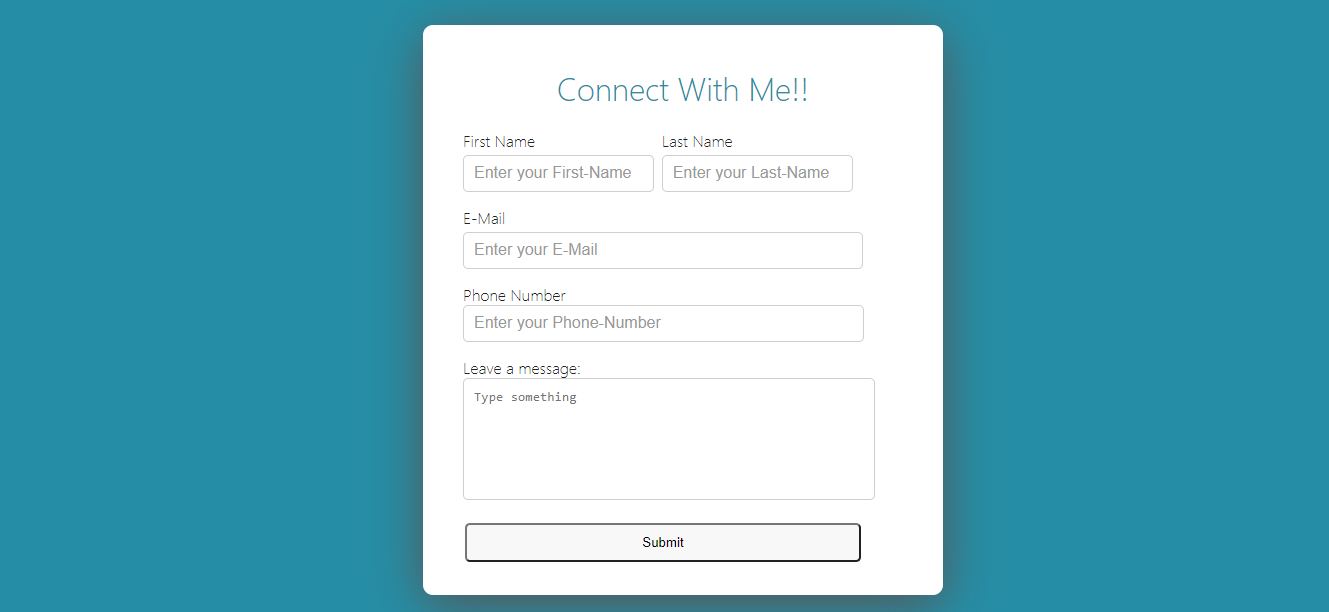 Connect With Me!!
First Name Last Name
Enter your First-Name Enter your Last-Name
E-Mail
Enter your E-Mail
Phone Number
Enter your Phone-Number
Leave a message:
Type something
Submit